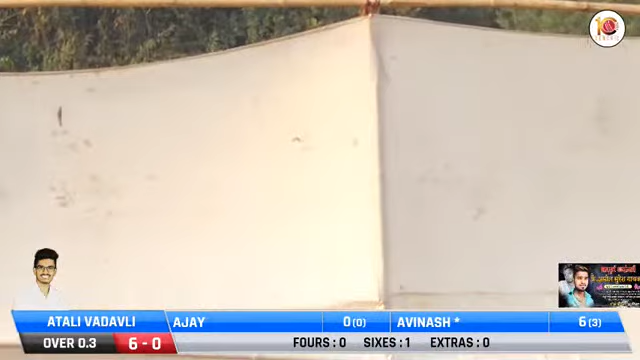 10
ATALI VADAVLI
AJAY
0 (0)
AVINASH *
6 (3)
OVER 0.3
6 - 0
FOURS : 0
SIXES : 1
EXTRAS : 0